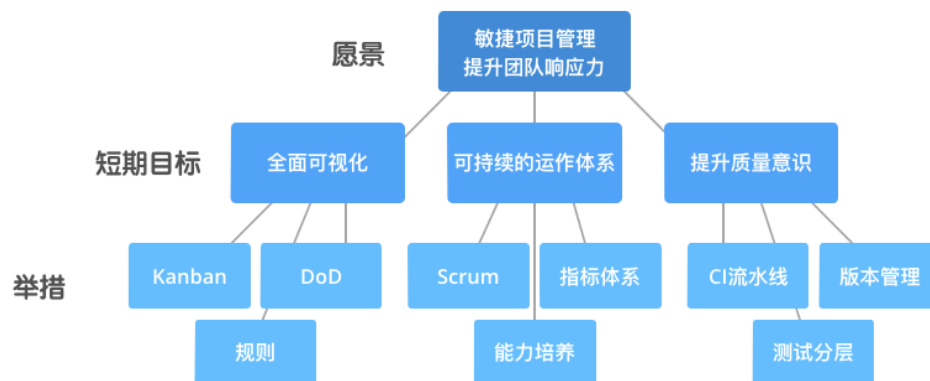 愿景
敏捷项目管理
提升团队响应力
短期目标
全面可视化
可持续的运作体系
提升质量意识
举措
Kanban
DoD
Scrum
指标体系
CI流水线
版本管理
规则
能力培养
测试分层